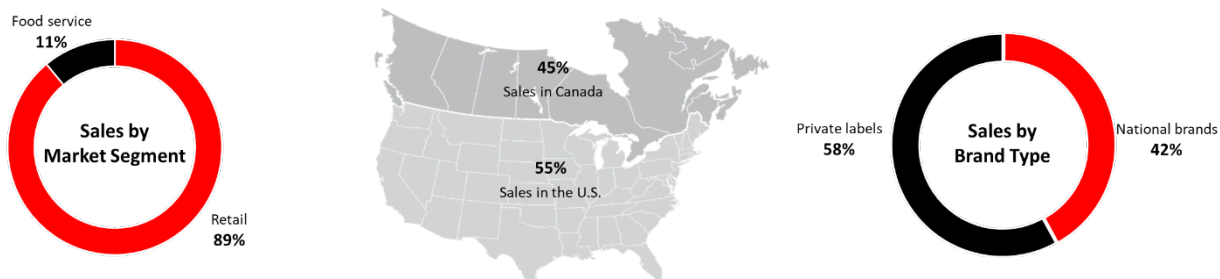 Food service
11%
Sales by
Market Segment
Retail
89%
45%
Sales in Canada
55%
Sales in the U.S.
Private labels
58%
Sales by
Brand Type
National brands
42%